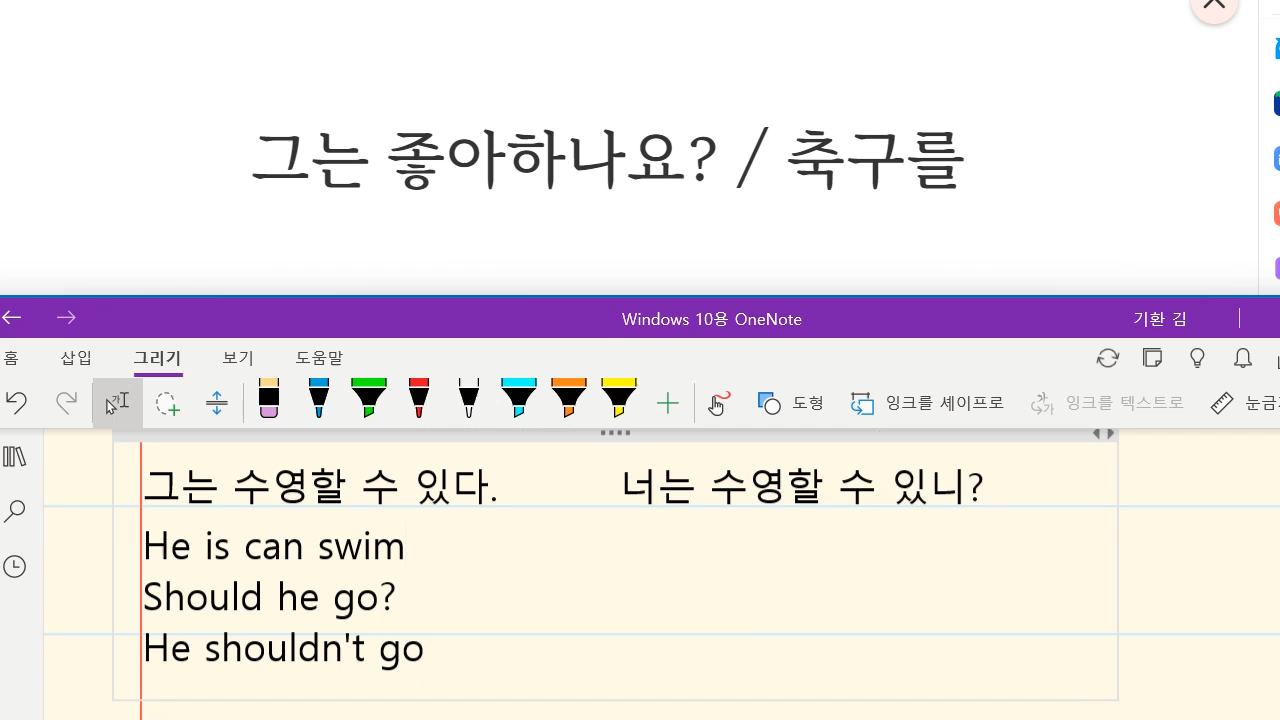 그는 좋아하나요? / 축구를
Windows 10용 OneNote 기환 김
홈 삽입 그리기 보기 도움말
도형 잉크를 셰이프로 잉크를 텍스트로
그는 수영할 수 있다. 너는 수영할 수 있니?
He is can swim
Should he go?
He shouldn't go